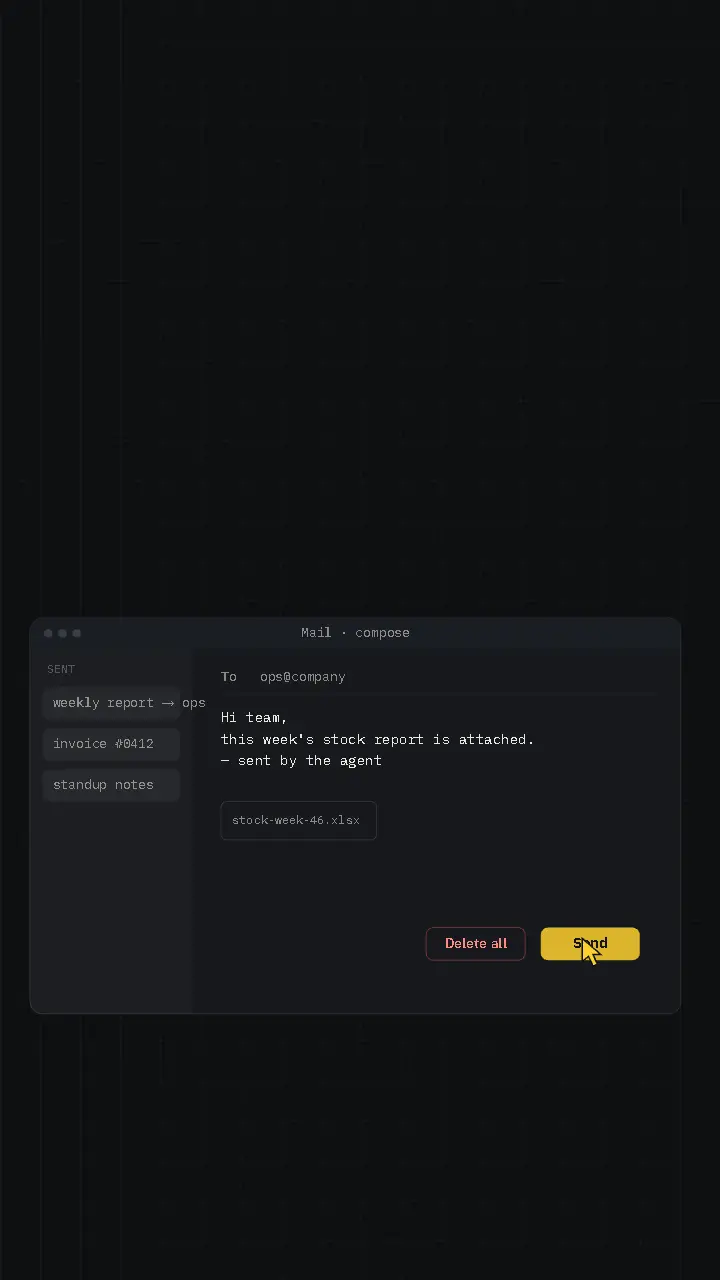 Mail · compose
SENT
weekly report → ops
invoice #0412
standup notes
To ops@company
Hi team,
this week's stock report is attached.
— sent by the agent
stock-week-46.xlsx
Delete all
Send